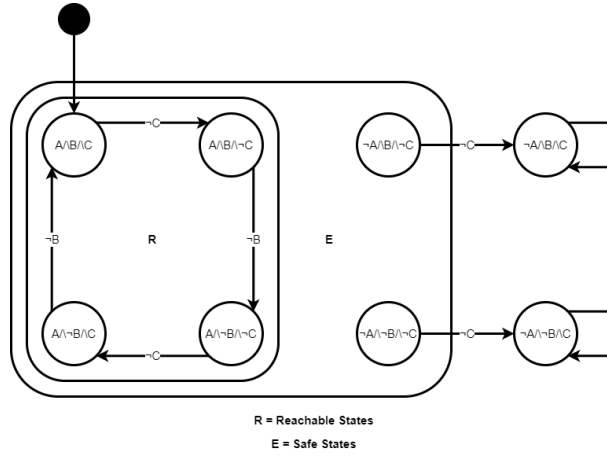 A/\B/\C
¬C
A/\B/\¬C
¬A/\B/\¬C
¬C
¬A/\B/\C
¬B
R
¬B
E
A/\¬B/\C
¬C
A/\¬B/\¬C
¬A/\¬B/\¬C
¬C
¬A/\¬B/\C
R = Reachable States
E = Safe States